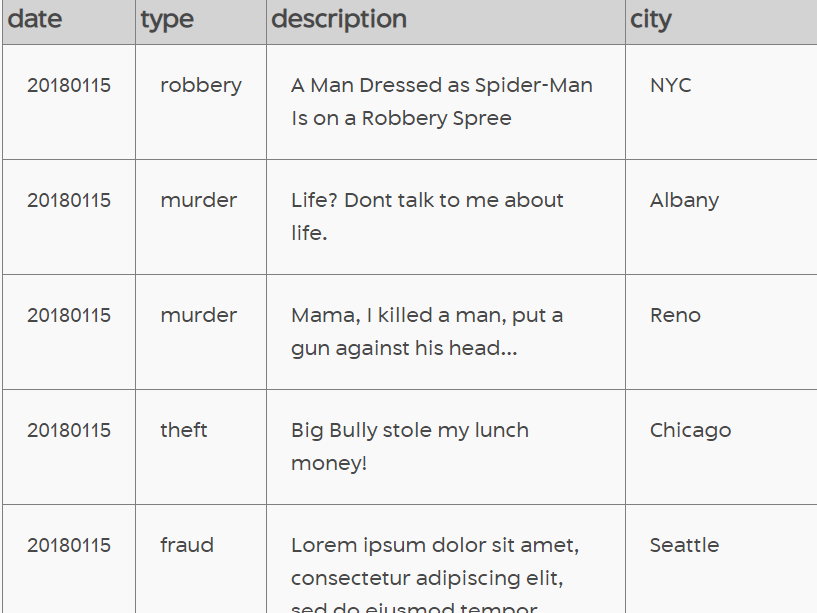 date type description city
20180115 robbery A Man Dressed as Spider-Man NYC
Is on a Robbery Spree
20180115 murder Life? Dont talk to me about Albany
life.
20180115 murder Mama, I killed a man, put a Reno
gun against his head...
20180115 theft Big Bully stole my lunch Chicago
money!
20180115 fraud Lorem ipsum dolor sit amet, Seattle
consectetur adipiscing elit,
sed do eiusmod tempor